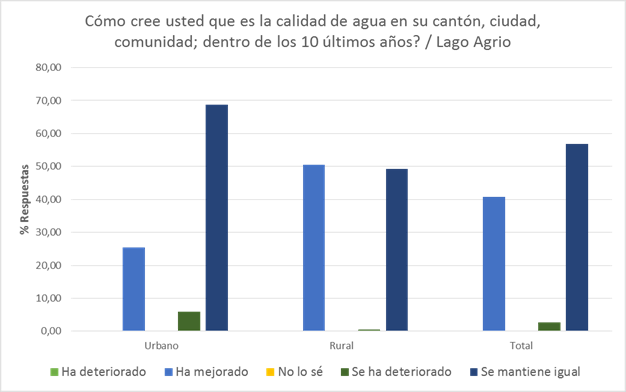 Cómo cree usted que es la calidad de agua en su cantón, ciudad,
comunidad; dentro de los 10 últimos años? / Lago Agrio
80,00
70,00
60,00
50,00
40,00
30,00
20,00
10,00
0,00
% Respuestas
Urbano Rural Total
Ha deteriorado Ha mejorado No lo sé Se ha deteriorado Se mantiene igual